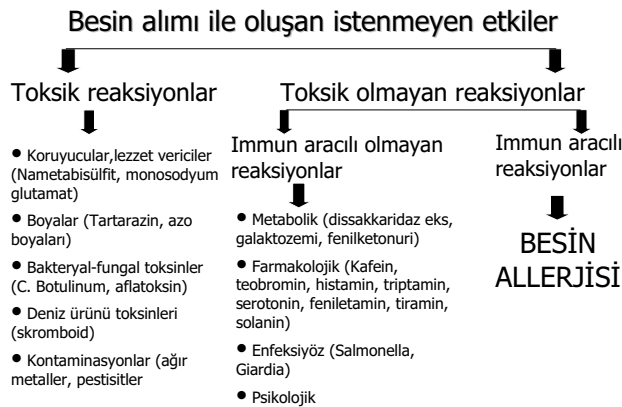 Besin alımı ile oluşan istenmeyen etkiler
Toksik reaksiyonlar
• Koruyucular,lezzet vericiler
(Nametabisülfit, monosodyum
glutamat)
• Boyalar (Tartarazin, azo
boyaları)
• Bakteryal-fungal toksinler
(C. Botulinum, aflatoksin)
• Deniz ürünü toksinleri
(skromboid)
• Kontaminasyonlar (ağır
metaller, pestisitler
Toksik olmayan reaksiyonlar
Immun aracılı olmayan
reaksiyonlar
• Metabolik (dissakkaridaz eks,
galaktozemi, fenilketonuri)
• Farmakolojik (Kafein,
teobromin, histamin, triptamin,
serotonin, feniletamin, tiramin,
solanin)
• Enfeksiyöz (Salmonella,
Giardia)
• Psikolojik
Immun aracılı
reaksiyonlar
BESİN
ALLERJİSİ